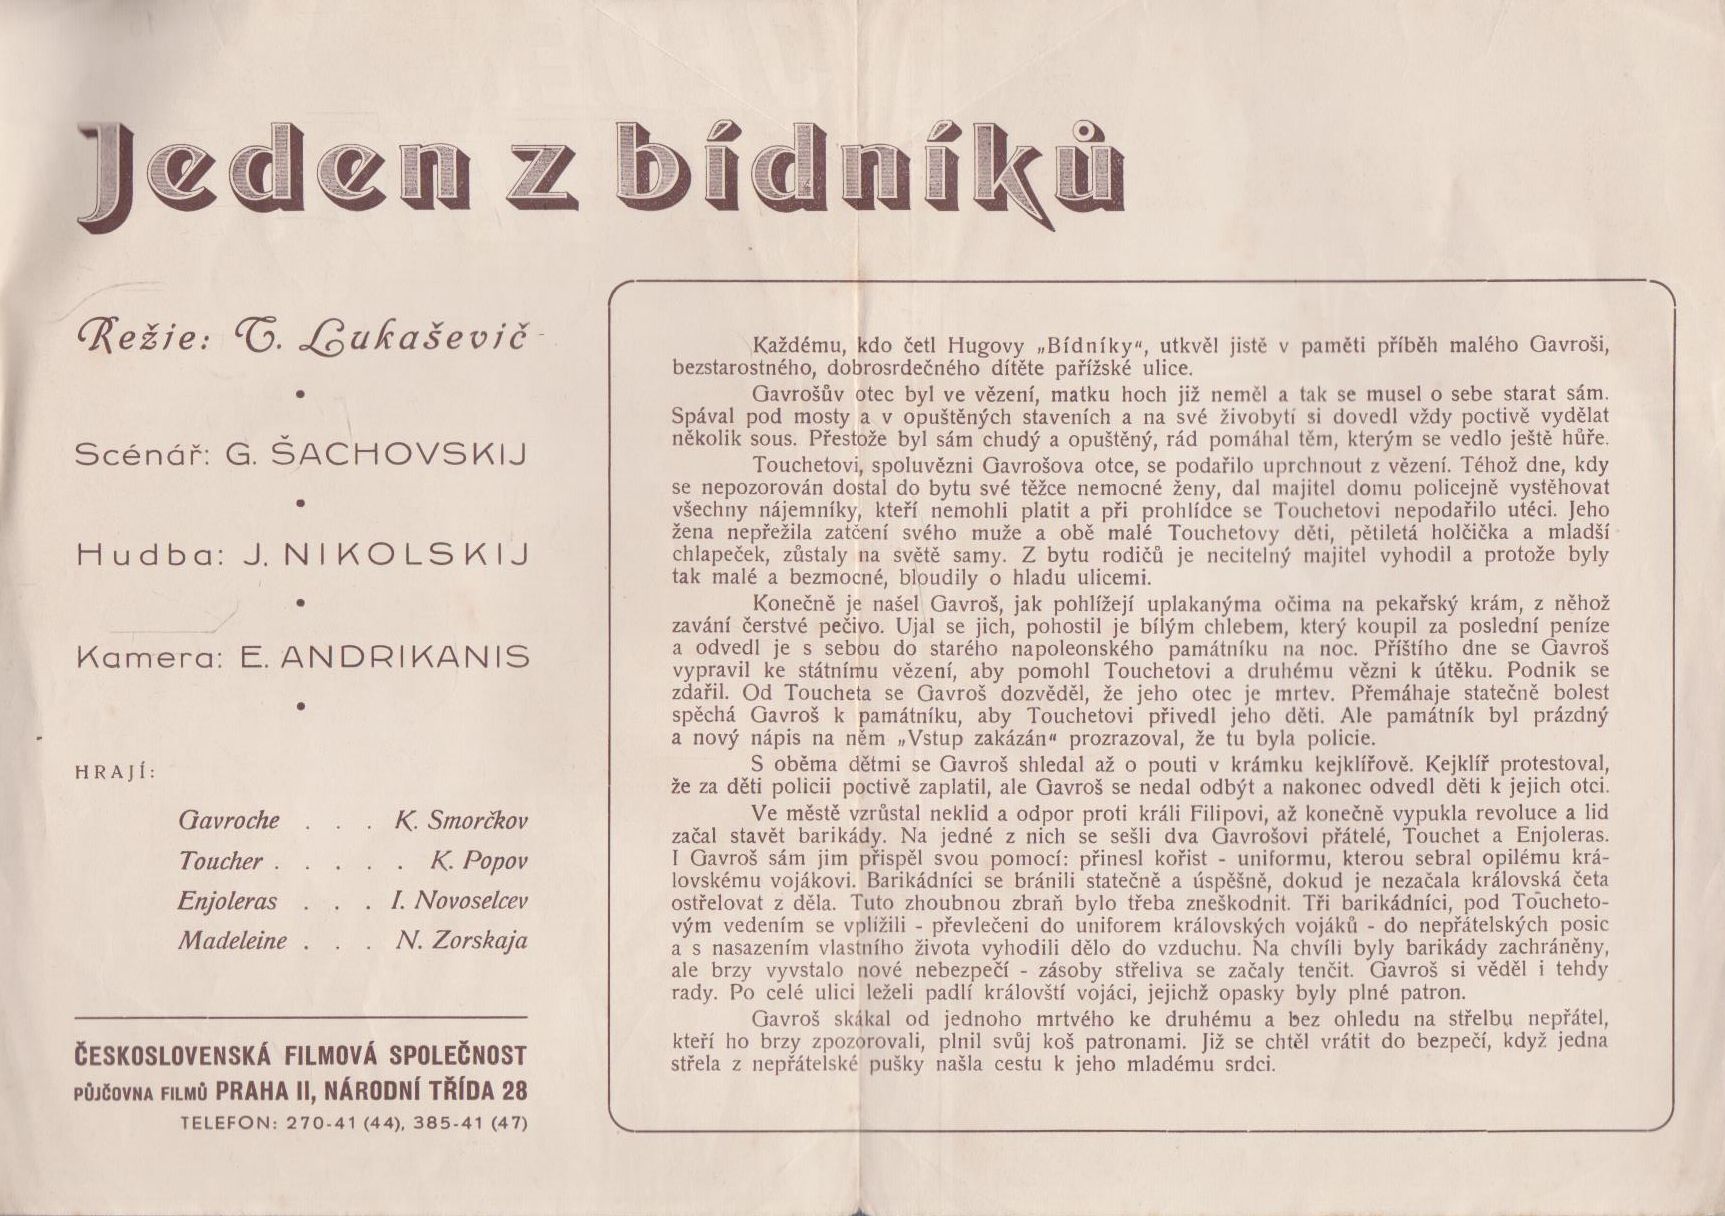 Jeden z bídníků
Režie: T. Lukaševič
•
Scénář: G. ŠACHOVSKIJ
•
Hudba: J. NIKOLSKIJ
•
Kamera: E. ANDRIKANIS
•
HRAJÍ:
Gavroche . . . K. Smorčkov
Toucher . . . . . K. Popov
Enjoleras . . . I. Novoselcev
Madeleine . . . N. Zorskaja
ČESKOSLOVENSKÁ FILMOVÁ SPOLEČNOST
PŮJČOVNA FILMŮ PRAHA II, NÁRODNÍ TŘÍDA 28
TELEFON: 270-41 (44), 385-41 (47)
Každému, kdo četl Hugovy „Bídníky“, utkvěl jistě v paměti příběh malého Gavroši,
bezstarostného, dobrosrdečného dítěte pařížské ulice.
Gavrošův otec byl ve vězení, matku hoch již neměl a tak se musel o sebe starat sám.
Spával pod mosty a v opuštěných staveních a na své živobytí si dovedl vždy poctivě vydělat
několik sous. Přestože byl sám chudý a opuštěný, rád pomáhal těm, kterým se vedlo ještě hůře.
Touchetovi, spoluvězni Gavrošova otce, se podařilo uprchnout z vězení. Téhož dne, kdy
se nepozorován dostal do bytu své těžce nemocné ženy, dal majitel domu policejně vystěhovat
všechny nájemníky, kteří nemohli platit a při prohlídce se Touchetovi nepodařilo utéci. Jeho
žena nepřežila zatčení svého muže a obě malé Touchetovy děti, pětiletá holčička a mladší
chlapeček, zůstaly na světě samy. Z bytu rodičů je necitelný majitel vyhodil a protože byly
tak malé a bezmocné, bloudily o hladu ulicemi.
Konečně je našel Gavroš, jak pohlížejí uplakanýma očima na pekařský krám, z něhož
zavání čerstvé pečivo. Ujal se jich, pohostil je bílým chlebem, který koupil za poslední peníze
a odvedl je s sebou do starého napoleonského památníku na noc. Příštího dne se Gavroš
vypravil ke státnímu vězení, aby pomohl Touchetovi a druhému vězni k útěku. Podnik se
zdařil. Od Toucheta se Gavroš dozvěděl, že jeho otec je mrtev. Přemáhaje statečně bolest
spěchá Gavroš k památníku, aby Touchetovi přivedl jeho děti. Ale památník byl prázdný
a nový nápis na něm „Vstup zakázán“ prozrazoval, že tu byla policie.
S oběma dětmi se Gavroš shledal až o pouti v krámku kejklířově. Kejklíř protestoval,
že za děti policii poctivě zaplatil, ale Gavroš se nedal odbýt a nakonec odvedl děti k jejich otci.
Ve městě vzrůstal neklid a odpor proti králi Filipovi, až konečně vypukla revoluce a lid
začal stavět barikády. Na jedné z nich se sešli dva Gavrošovi přátelé, Touchet a Enjoleras.
I Gavroš sám jim přispěl svou pomocí: přinesl kořist - uniformu, kterou sebral opilému krá-
lovskému vojákovi. Barikádníci se bránili statečně a úspěšně, dokud je nezačala královská četa
ostřelovat z děla. Tuto zhoubnou zbraň bylo třeba zneškodnit. Tři barikádníci, pod Toucheto-
vým vedením se vplížili - převlečeni do uniforem královských vojáků - do nepřátelských posic
a s nasazením vlastního života vyhodili dělo do vzduchu. Na chvíli byly barikády zachráněny,
ale brzy vyvstalo nové nebezpečí - zásoby střeliva se začaly tenčit. Gavroš si věděl i tehdy
rady. Po celé ulici leželi padlí královští vojáci, jejichž opasky byly plné patron.
Gavroš skákal od jednoho mrtvého ke druhému a bez ohledu na střelbu nepřátel,
kteří ho brzy zpozorovali, plnil svůj koš patronami. Již se chtěl vrátit do bezpečí, když jedna
střela z nepřátelské pušky našla cestu k jeho mladému srdci.